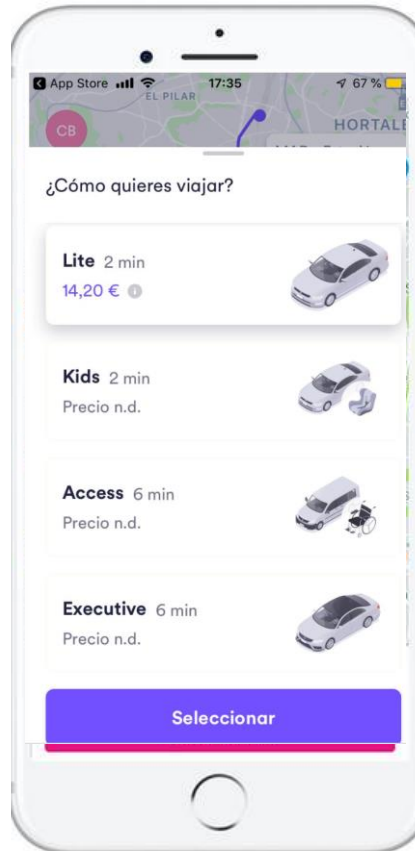 App Store 17:35 67 %
EL PILAR
CB
HORTALE
¿Cómo quieres viajar?
Lite 2 min
14,20 €
Kids 2 min
Precio n.d.
Access 6 min
Precio n.d.
Executive 6 min
Precio n.d.
Seleccionar